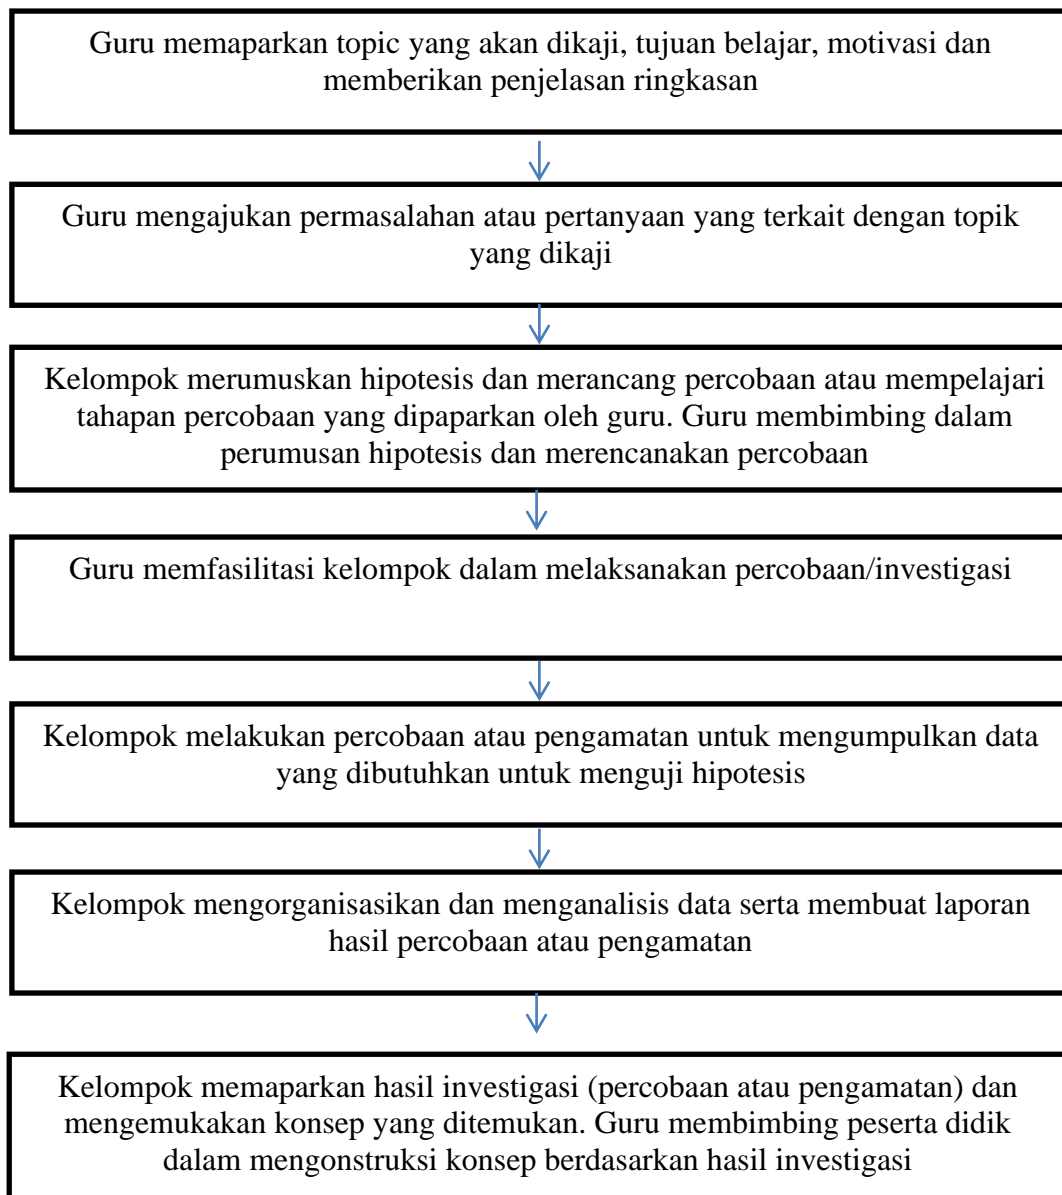 Guru memaparkan topic yang akan dikaji, tujuan belajar, motivasi dan
memberikan penjelasan ringkasan
Guru mengajukan permasalahan atau pertanyaan yang terkait dengan topik
yang dikaji
Kelompok merumuskan hipotesis dan merancang percobaan atau mempelajari
tahapan percobaan yang dipaparkan oleh guru. Guru membimbing dalam
perumusan hipotesis dan merencanakan percobaan
Guru memfasilitasi kelompok dalam melaksanakan percobaan/investigasi
Kelompok melakukan percobaan atau pengamatan untuk mengumpulkan data
yang dibutuhkan untuk menguji hipotesis
Kelompok mengorganisasikan dan menganalisis data serta membuat laporan
hasil percobaan atau pengamatan
Kelompok memaparkan hasil investigasi (percobaan atau pengamatan) dan
mengemukakan konsep yang ditemukan. Guru membimbing peserta didik
dalam mengonstruksi konsep berdasarkan hasil investigasi